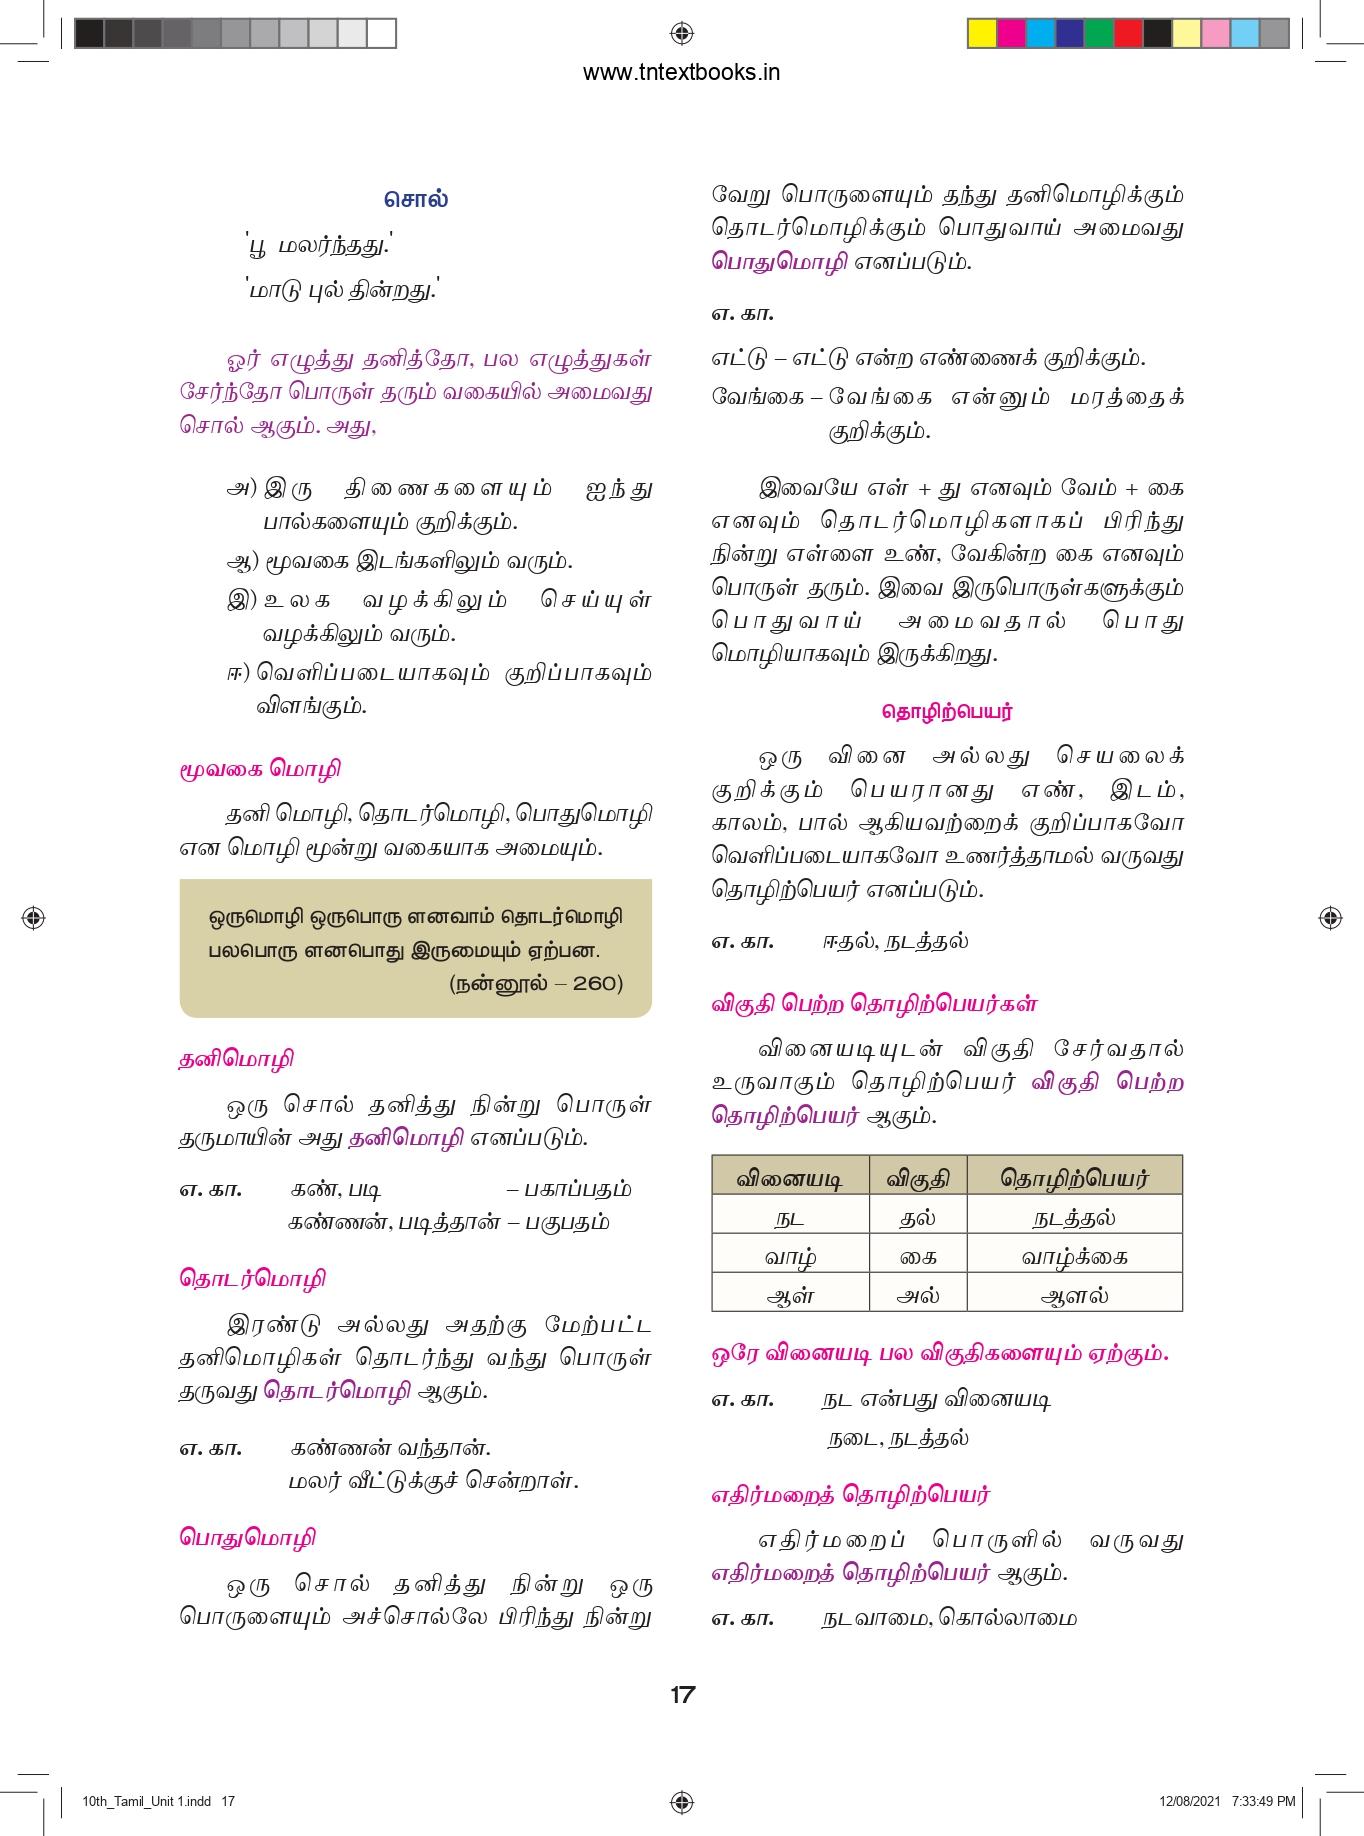 www.tntextbooks.in
சொல்
'பூ மலர்ந்தது.'
'மாடு புல் தின்றது.'
ஓர் எழுத்து தனித்தோ, பல எழுத்துகள்
சேர்ந்தோ பொருள் தரும் வகையில் அமைவது
சொல் ஆகும். அது,
அ) இரு திணைகளையும் ஐந்து
பால்களையும் குறிக்கும்.
ஆ) மூவகை இடங்களிலும் வரும்.
இ) உலக வழக்கிலும் செய்யுள்
வழக்கிலும் வரும்.
ஈ) வெளிப்படையாகவும் குறிப்பாகவும்
விளங்கும்.
மூவகை மொழி
தனி மொழி, தொடர்மொழி, பொதுமொழி
என மொழி மூன்று வகையாக அமையும்.
ஒருமொழி ஒருபொரு ளனவாம் தொடர்மொழி
பலபொரு ளனபொது இருமையும் ஏற்பன.
(நன்னூல் – 260)
தனிமொழி
ஒரு சொல் தனித்து நின்று பொருள்
தருமாயின் அது தனிமொழி எனப்படும்.
எ. கா. கண், படி – பகாப்பதம்
கண்ணன், படித்தான் – பகுபதம்
தொடர்மொழி
இரண்டு அல்லது அதற்கு மேற்பட்ட
தனிமொழிகள் தொடர்ந்து வந்து பொருள்
தருவது தொடர்மொழி ஆகும்.
எ. கா. கண்ணன் வந்தான்.
மலர் வீட்டுக்குச் சென்றாள்.
பொதுமொழி
ஒரு சொல் தனித்து நின்று ஒரு
பொருளையும் அச்சொல்லே பிரிந்து நின்று
வேறு பொருளையும் தந்து தனிமொழிக்கும்
தொடர்மொழிக்கும் பொதுவாய் அமைவது
பொதுமொழி எனப்படும்.
எ. கா.
எட்டு – எட்டு என்ற எண்ணைக் குறிக்கும்.
வேங்கை – வேங்கை என்னும் மரத்தைக்
குறிக்கும்.
இவையே எள் + து எனவும் வேம் + கை
எனவும் தொடர்மொழிகளாகப் பிரிந்து
நின்று எள்ளை உண், வேகின்ற கை எனவும்
பொருள் தரும். இவை இருபொருள்களுக்கும்
பொதுவாய் அமைவதால் பொது
மொழியாகவும் இருக்கிறது.
தொழிற்பெயர்
ஒரு வினை அல்லது செயலைக்
குறிக்கும் பெயரானது எண், இடம்,
காலம், பால் ஆகியவற்றைக் குறிப்பாகவோ
வெளிப்படையாகவோ உணர்த்தாமல் வருவது
தொழிற்பெயர் எனப்படும்.
எ. கா. ஈதல், நடத்தல்
விகுதி பெற்ற தொழிற்பெயர்கள்
வினையடியுடன் விகுதி சேர்வதால்
உருவாகும் தொழிற்பெயர் விகுதி பெற்ற
தொழிற்பெயர் ஆகும்.
வினையடி விகுதி தொழிற்பெயர்
நட தல் நடத்தல்
வாழ் கை வாழ்க்கை
ஆள் அல் ஆளல்
ஒரே வினையடி பல விகுதிகளையும் ஏற்கும்.
எ. கா. நட என்பது வினையடி
நடை, நடத்தல்
எதிர்மறைத் தொழிற்பெயர்
எதிர்மறைப் பொருளில் வருவது
எதிர்மறைத் தொழிற்பெயர் ஆகும்.
எ. கா. நடவாமை, கொல்லாமை
17
10th_Tamil_Unit 1.indd 17
12/08/2021 7:33:49 PM